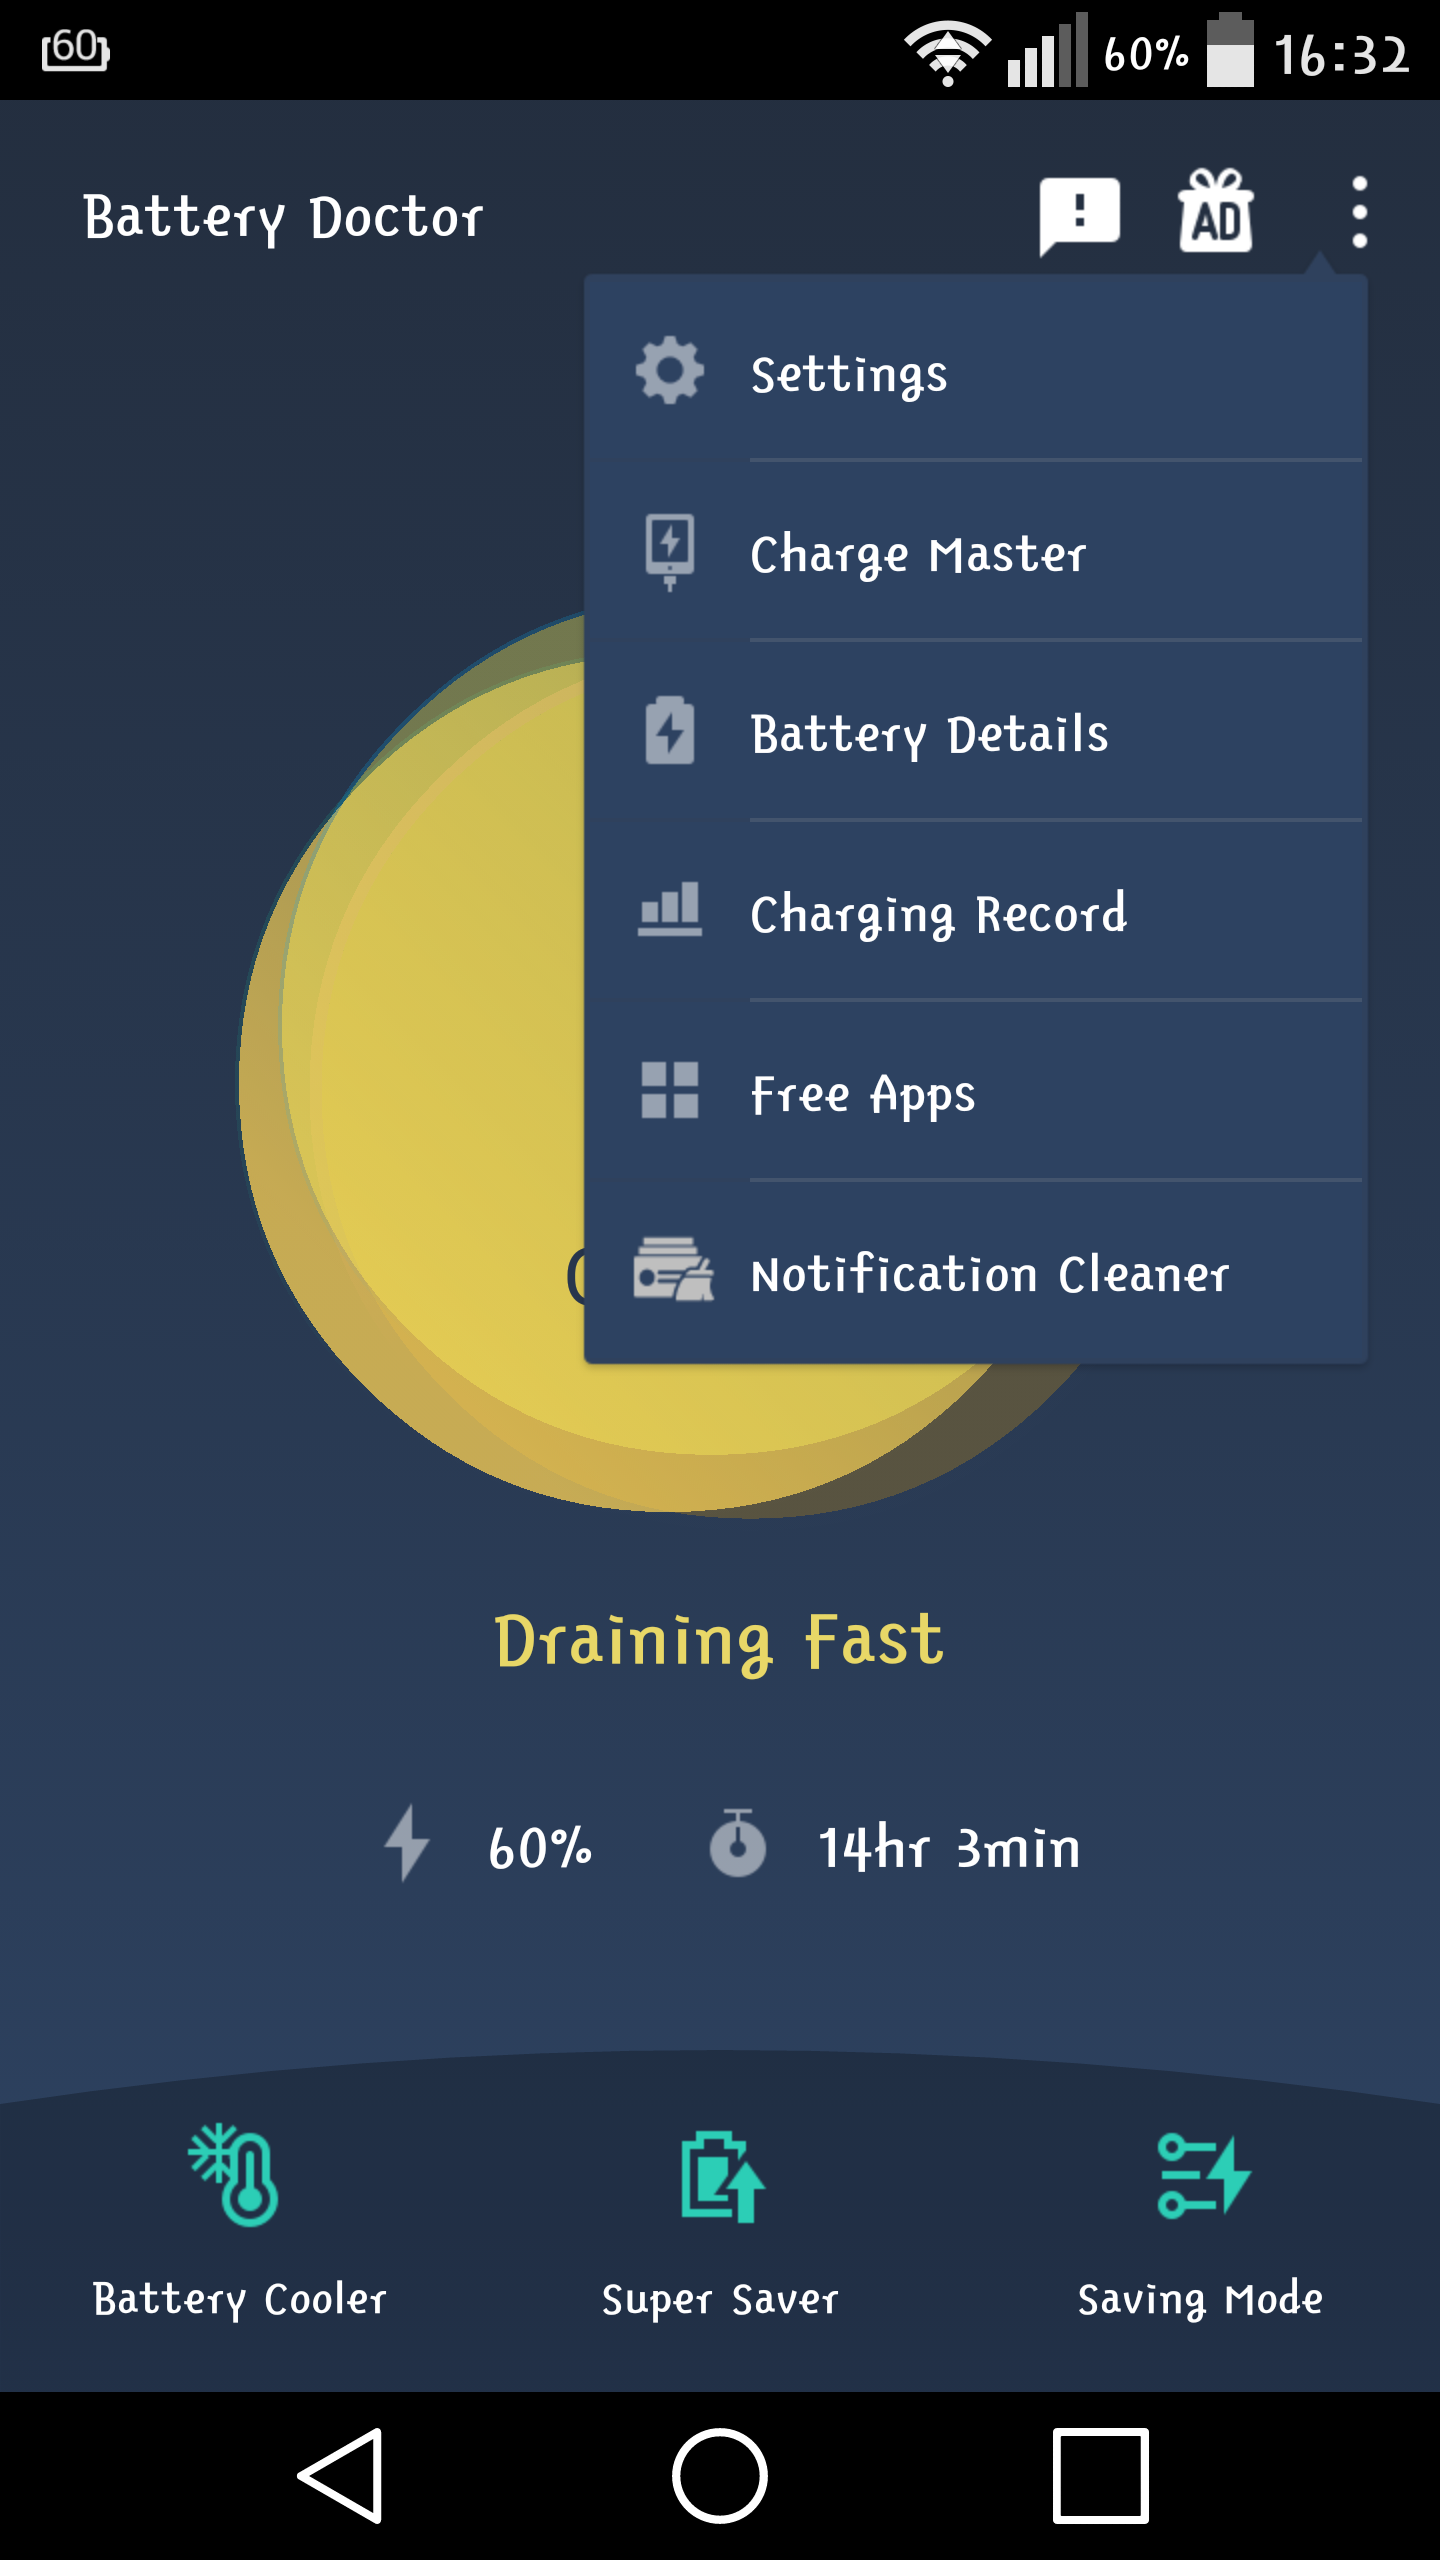 60
60%
16:32
Battery Doctor
AD
Settings
Charge Master
Battery Details
Charging Record
Free Apps
Notification Cleaner
Draining Fast
60%
14hr 3min
Battery Cooler
Super Saver
Saving Mode